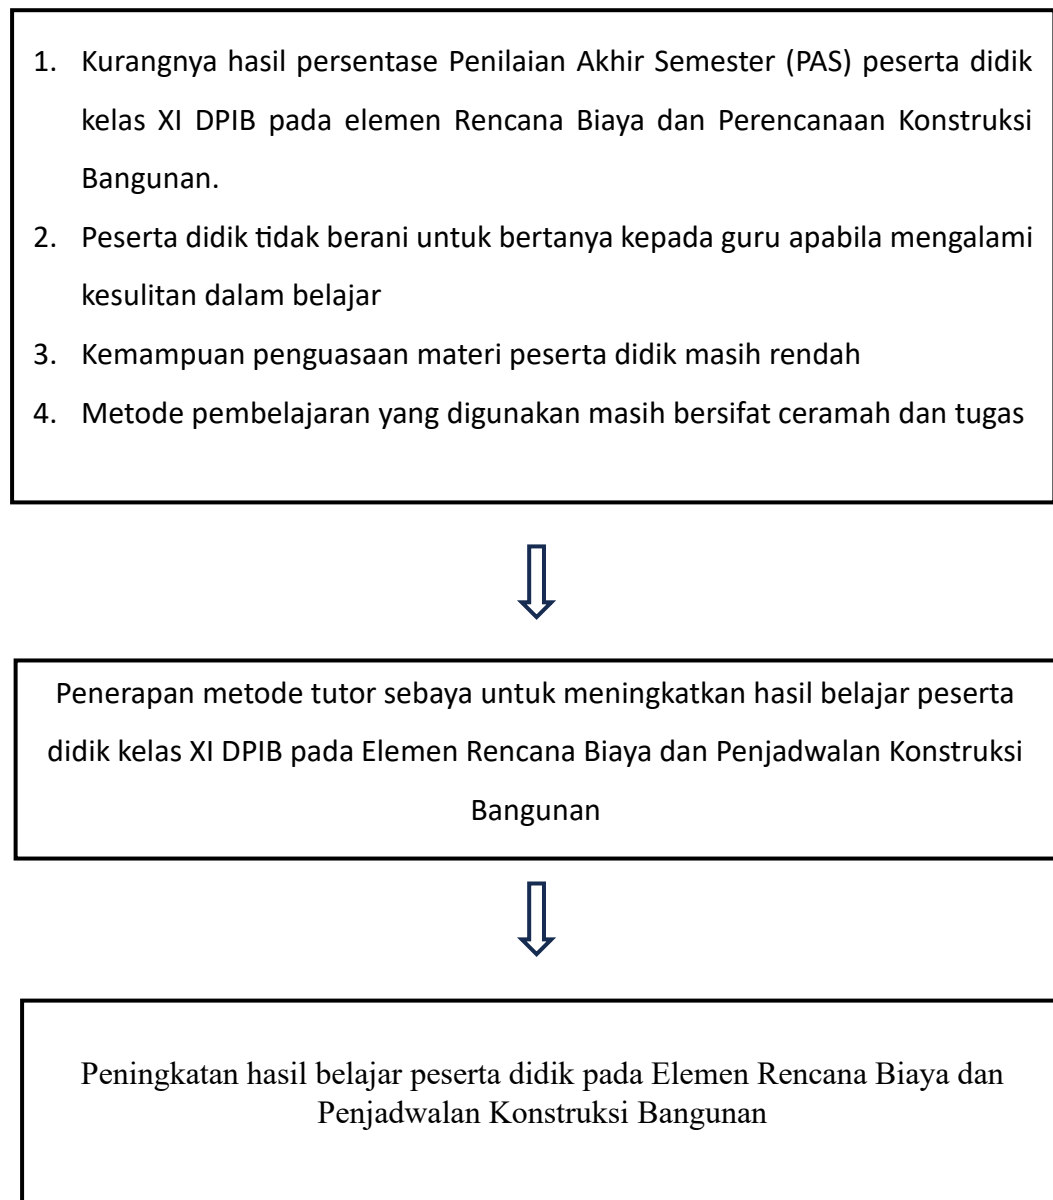 1. Kurangnya hasil persentase Penilaian Akhir Semester (PAS) peserta didik
kelas XI DPIB pada elemen Rencana Biaya dan Perencanaan Konstruksi
Bangunan.
2. Peserta didik tidak berani untuk bertanya kepada guru apabila mengalami
kesulitan dalam belajar
3. Kemampuan penguasaan materi peserta didik masih rendah
4. Metode pembelajaran yang digunakan masih bersifat ceramah dan tugas
Penerapan metode tutor sebaya untuk meningkatkan hasil belajar peserta
didik kelas XI DPIB pada Elemen Rencana Biaya dan Penjadwalan Konstruksi
Bangunan
Peningkatan hasil belajar peserta didik pada Elemen Rencana Biaya dan
Penjadwalan Konstruksi Bangunan